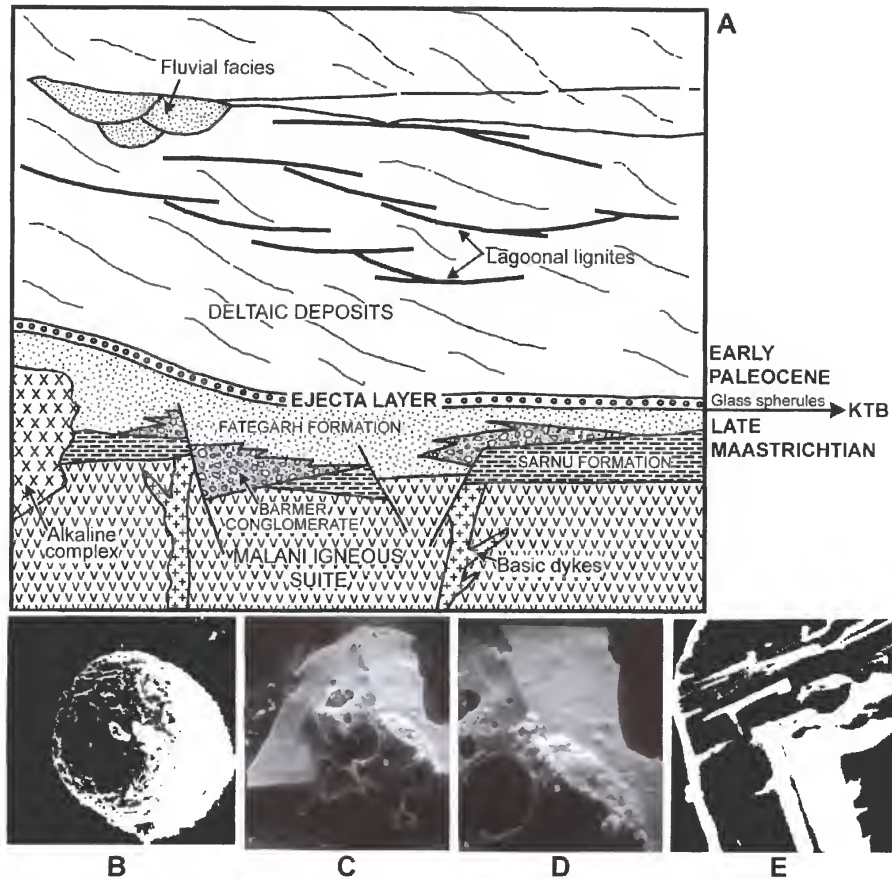 A
Fluvial facies
Lagoonal lignites
DELTAIC DEPOSITS
EARLY
PALEOCENE
EJECTA LAYER
Glass spherules
KTB
LATE
MAASTRICHTIAN
FATEGARH FORMATION
SARNU FORMATION
BARMER
CONGLOMERATE
Alkaline
complex
MALANI IGNEOUS
SUITE
Basic dykes
B
C
D
E